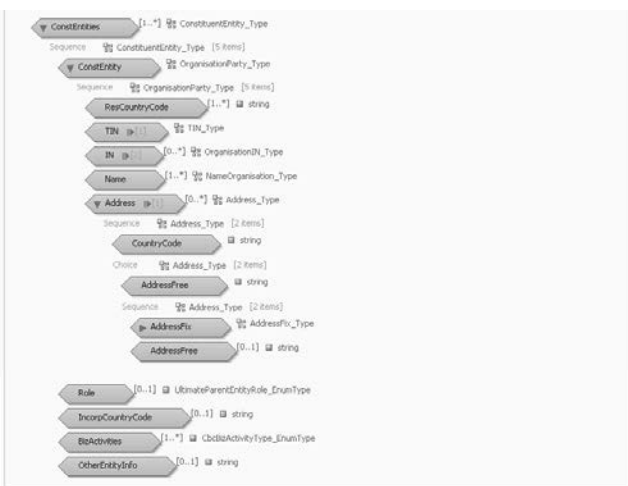 ConstEntities [1..*] ConstituentEntity_Type
Sequence ConstituentEntity_Type [5 items]
ConstEntity OrganisationParty_Type
Sequence OrganisationParty_Type [5 items]
ResCountryCode [1..*] string
TIN [1] TIN_Type
IN [0..*] OrganisationIN_Type
Name [1..*] NameOrganisation_Type
Address [1] [0..*] Address_Type
Sequence Address_Type [2 items]
CountryCode string
Choice Address_Type [2 items]
AddressFree string
Sequence Address_Type [2 items]
AddressFix AddressFix_Type
AddressFree [0..1] string
Role [0..1] UltimateParentEntityRole_EnumType
IncorpCountryCode [0..1] string
BizActivities [1..*] CbcBizActivityType_EnumType
OtherEntityInfo [0..1] string